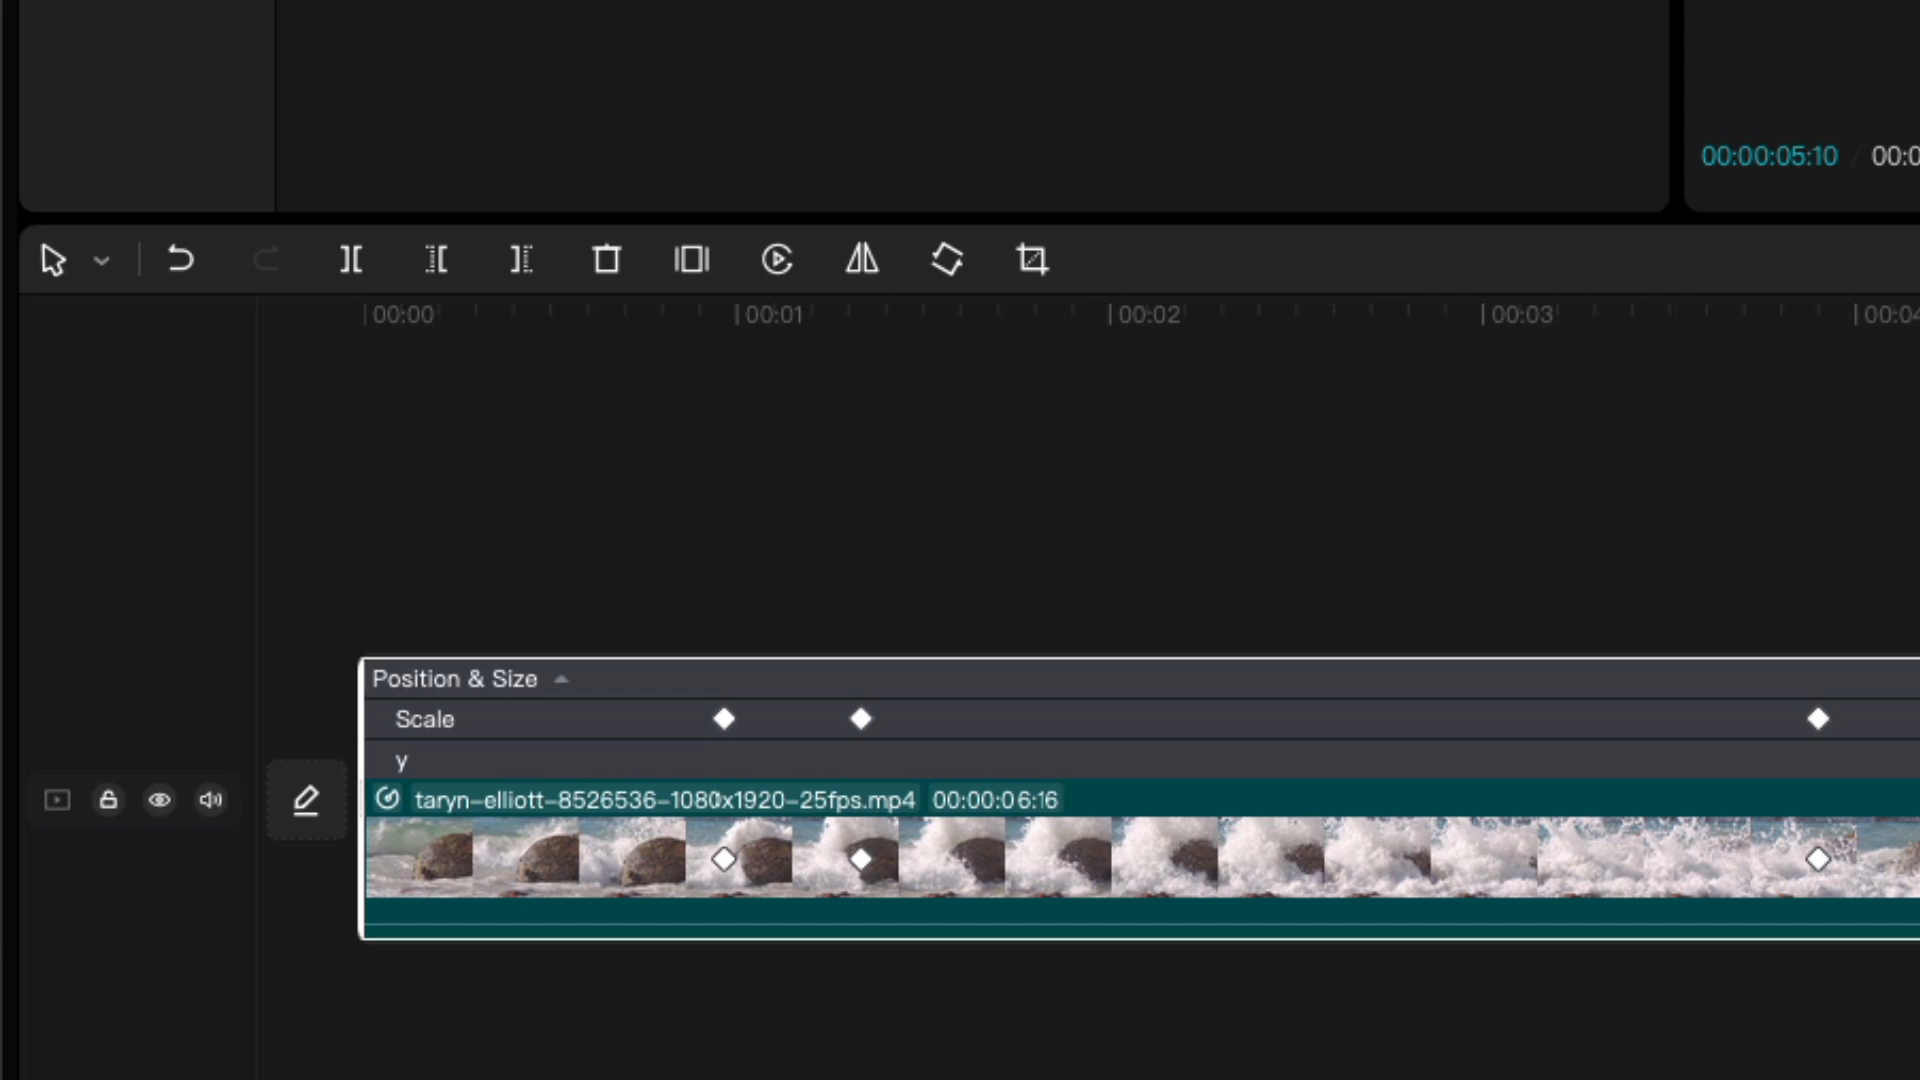 00:00:05:10 / 00:0
00:00 00:01 00:02 00:03 00:04
Position & Size
Scale
y
taryn-elliott-8526536-1080x1920-25fps.mp4 00:00:06:16